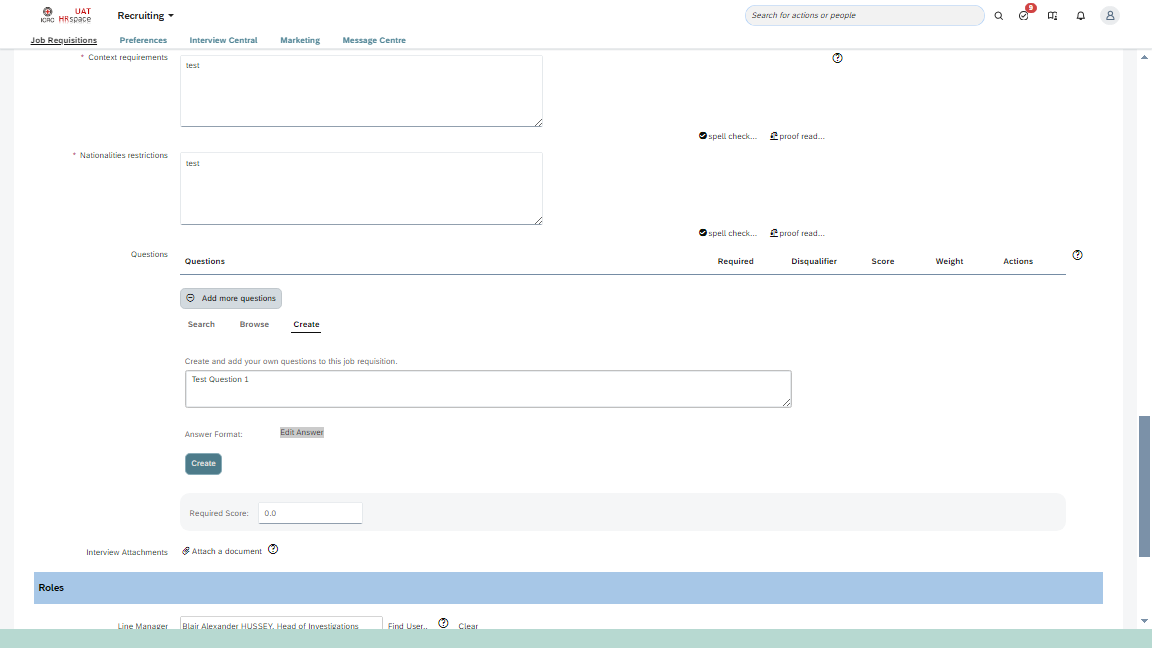 ICRC
UAT
HRspace
Recruiting
Search for actions or people
9
Job Requisitions
Preferences
Interview Central
Marketing
Message Centre
* Context requirements
test
spell check...
proof read...
* Nationalities restrictions
test
spell check...
proof read...
Questions
Questions
Required
Disqualifier
Score
Weight
Actions
Add more questions
Search
Browse
Create
Create and add your own questions to this job requisition.
Test Question 1
Answer Format:
Edit Answer
Create
Required Score:
0.0
Interview Attachments
Attach a document
Roles
Line Manager
Blair Alexander HUSSEY, Head of Investigations
Find User..
Clear